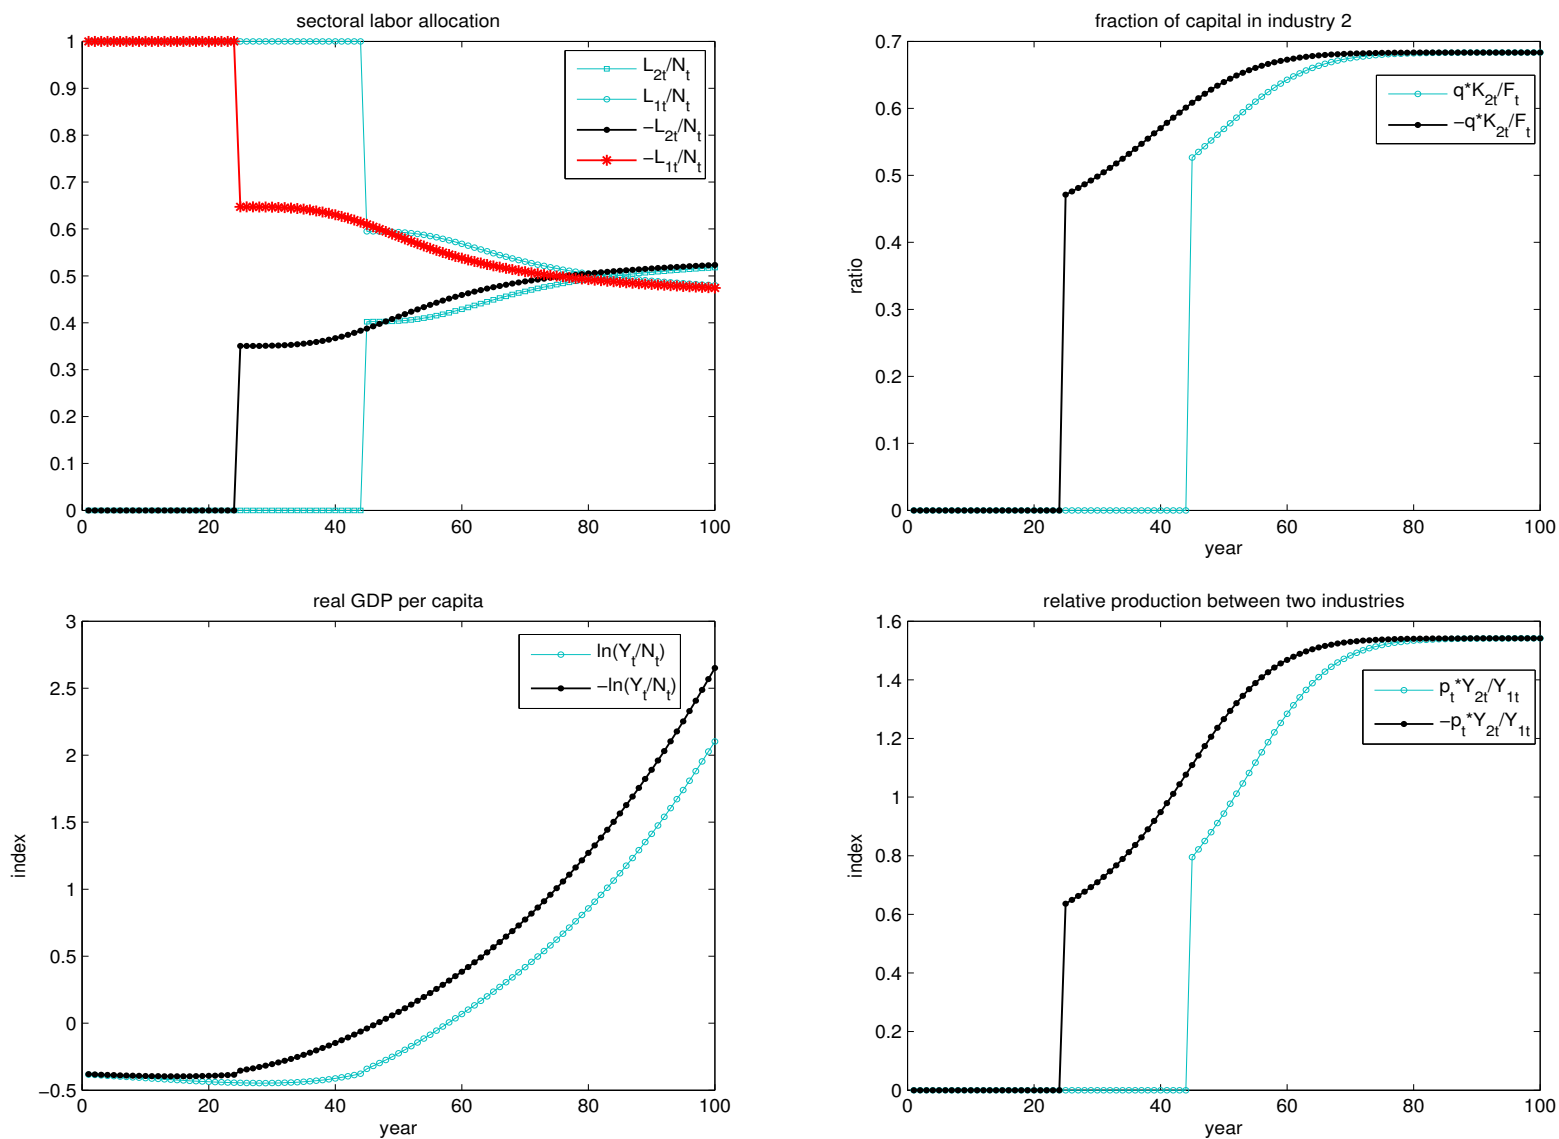 sectoral labor allocation
1
0.9
0.8
0.7
0.6
0.5
0.4
0.3
0.2
0.1
0
0 20 40 60 80 100
L2t/Nt
L1t/Nt
−L2t/Nt
−L1t/Nt
fraction of capital in industry 2
0.7
0.6
0.5
0.4
0.3
0.2
0.1
0
ratio
0 20 40 60 80 100
year
q*K2t/Ft
−q*K2t/Ft
real GDP per capita
3
2.5
2
1.5
1
0.5
0
−0.5
index
0 20 40 60 80 100
year
ln(Yt/Nt)
−ln(Yt/Nt)
relative production between two industries
1.6
1.4
1.2
1
0.8
0.6
0.4
0.2
0
index
0 20 40 60 80 100
year
pt*Y2t/Y1t
−pt*Y2t/Y1t